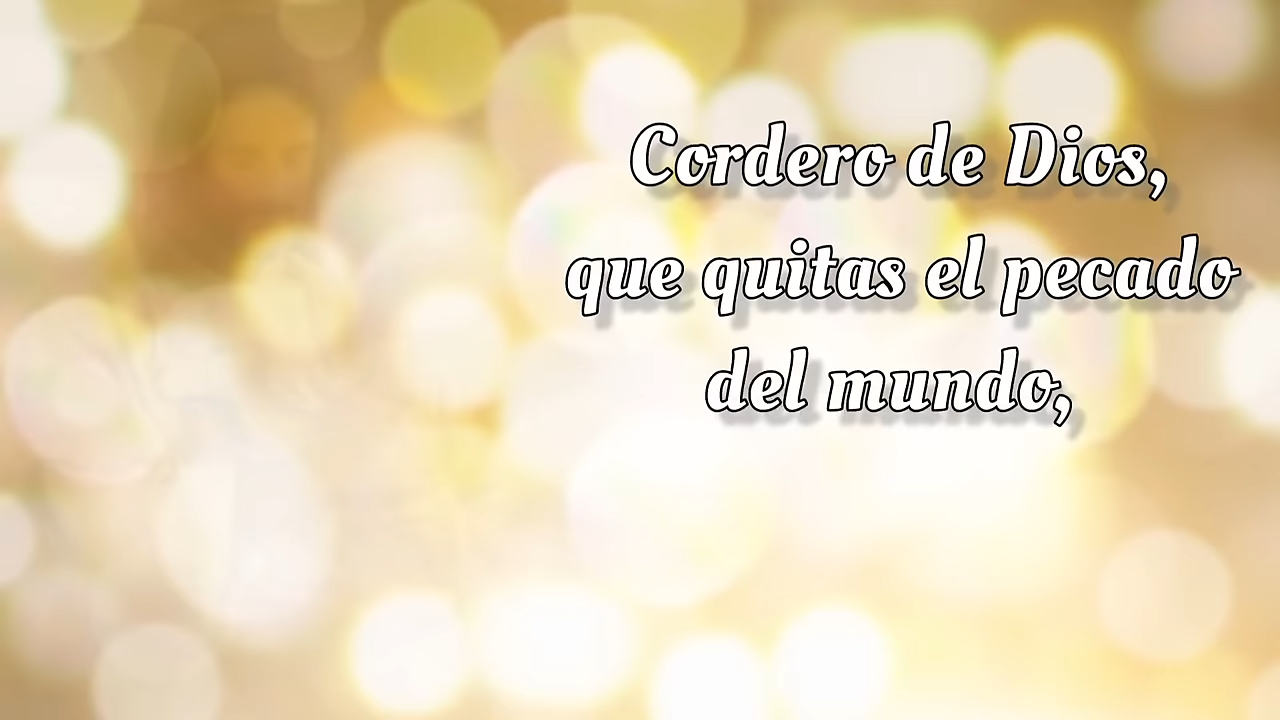 Cordero de Dios,
que quitas el pecado
del mundo,